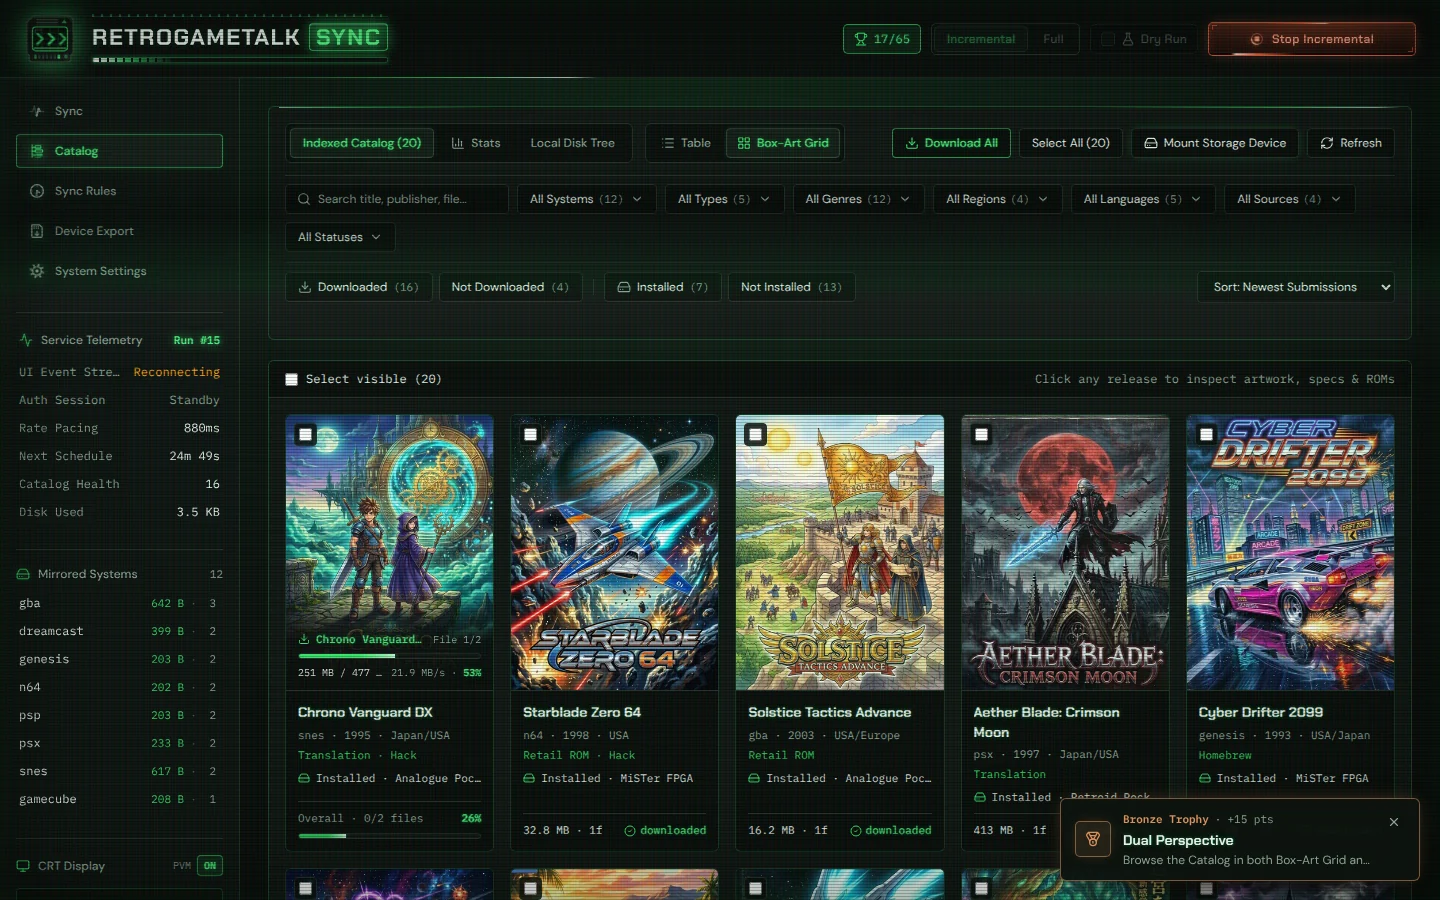 RETROGAMETALK SYNC
17/65
Incremental
Full
Dry Run
Stop Incremental
Sync
Catalog
Sync Rules
Device Export
System Settings
Service Telemetry Run #15
UI Event Stre… Reconnecting
Auth Session Standby
Rate Pacing 880ms
Next Schedule 24m 49s
Catalog Health 16
Disk Used 3.5 KB
Mirrored Systems 12
gba 642 B · 3
dreamcast 399 B · 2
genesis 203 B · 2
n64 202 B · 2
psp 203 B · 2
psx 233 B · 2
snes 617 B · 2
gamecube 208 B · 1
CRT Display PVM ON
Indexed Catalog (20)
Stats
Local Disk Tree
Table
Box-Art Grid
Download All
Select All (20)
Mount Storage Device
Refresh
Search title, publisher, file…
All Systems (12)
All Types (5)
All Genres (12)
All Regions (4)
All Languages (5)
All Sources (4)
All Statuses
Downloaded (16)
Not Downloaded (4)
Installed (7)
Not Installed (13)
Sort: Newest Submissions
Select visible (20)
Click any release to inspect artwork, specs & ROMs
Chrono Vanguard… File 1/2
251 MB / 477 … 21.9 MB/s · 53%
Chrono Vanguard DX
snes · 1995 · Japan/USA
Translation · Hack
Installed · Analogue Poc…
Overall · 0/2 files 26%
STARBLADE
ZERO 64
Starblade Zero 64
n64 · 1998 · USA
Retail ROM · Hack
Installed · MiSTer FPGA
32.8 MB · 1f downloaded
SOLSTICE
TACTICS ADVANCE
Solstice Tactics Advance
gba · 2003 · USA/Europe
Retail ROM
Installed · Analogue Poc…
16.2 MB · 1f downloaded
AETHER BLADE:
CRIMSON MOON
Aether Blade: Crimson
Moon
psx · 1997 · Japan/USA
Translation
Installed · Retroid Pock
413 MB · 1f
CYBER
DRIFTER
2099
ARCADE
ARCADE
Cyber Drifter 2099
genesis · 1993 · USA/Japan
Homebrew
Installed · MiSTer FPGA
Bronze Trophy · +15 pts
Dual Perspective
Browse the Catalog in both Box-Art Grid an…